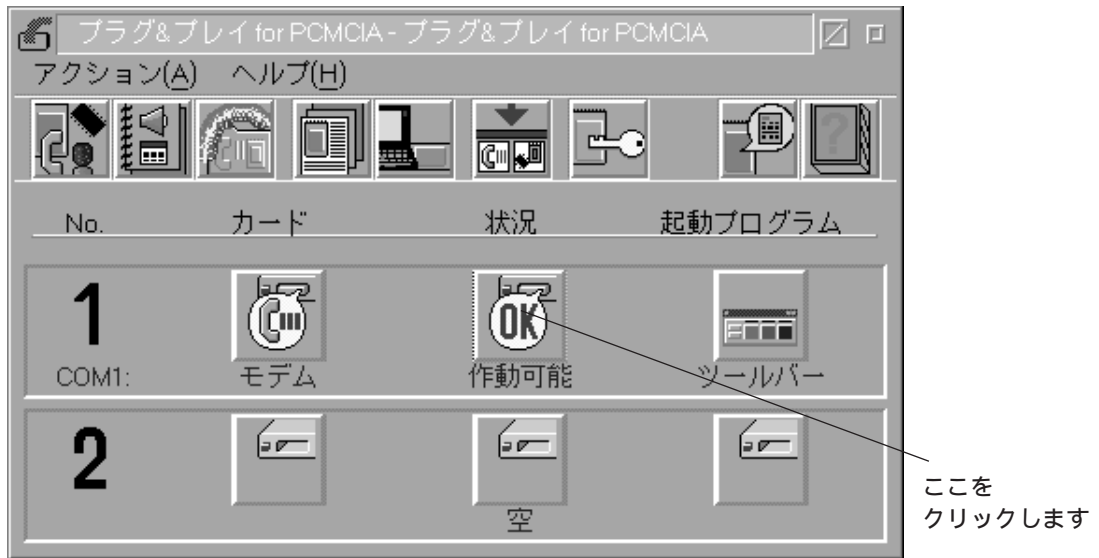 プラグ&プレイ for PCMCIA - プラグ&プレイ for PCMCIA
アクション(A) ヘルプ(H)
No. カード 状況 起動プログラム
1
OK
COM1: モデム 作動可能 ツールバー
2
空
ここを
クリックします